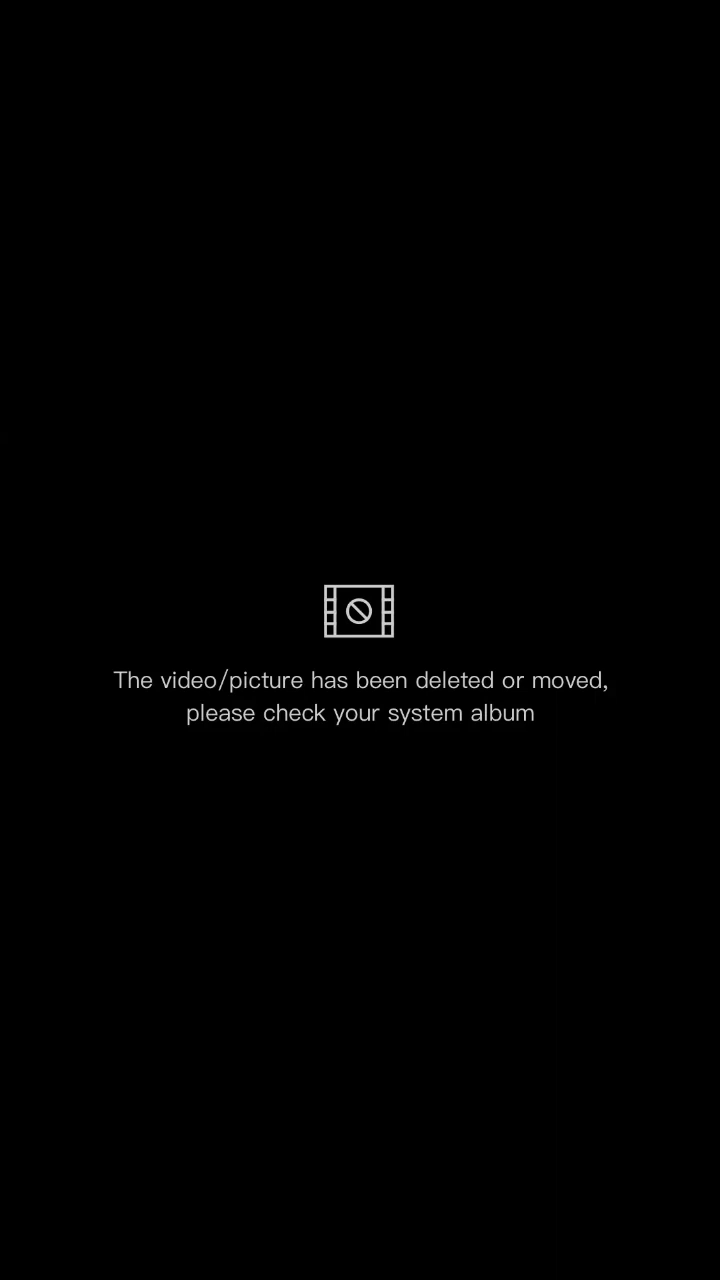 The video/picture has been deleted or moved,
please check your system album